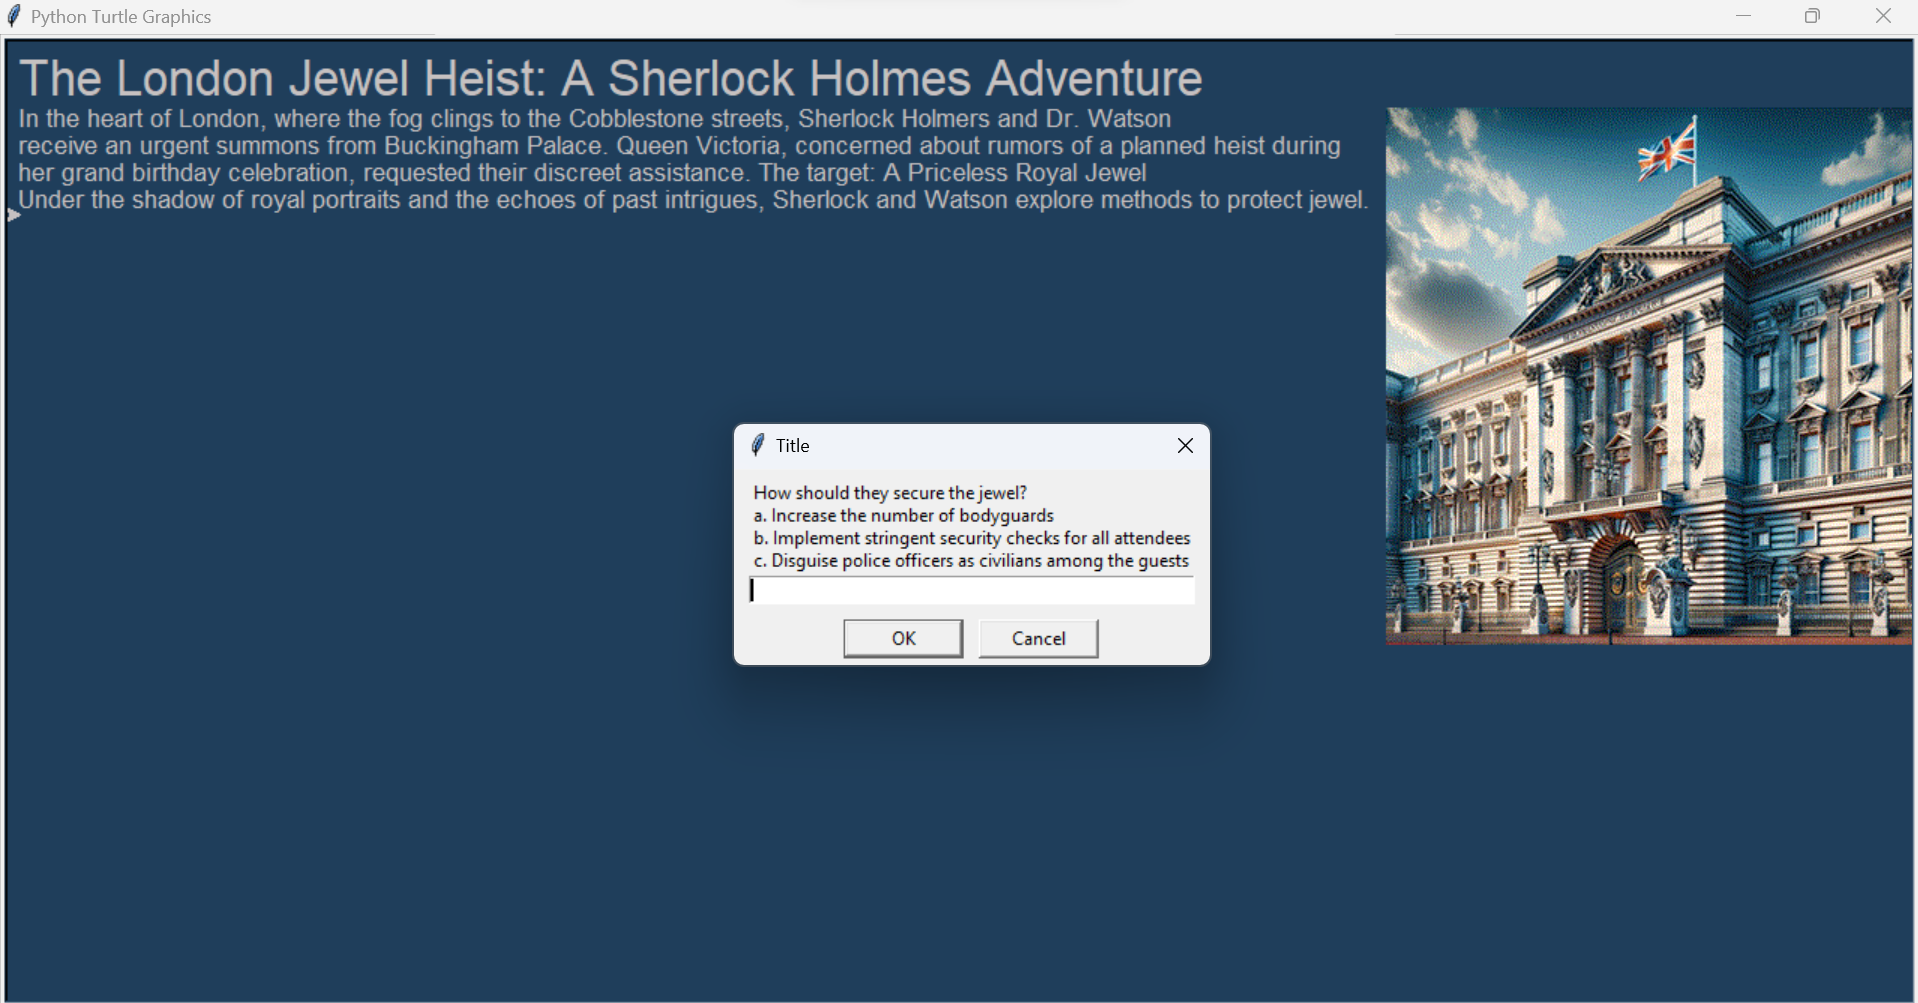 Python Turtle Graphics
The London Jewel Heist: A Sherlock Holmes Adventure
In the heart of London, where the fog clings to the Cobblestone streets, Sherlock Holmers and Dr. Watson
receive an urgent summons from Buckingham Palace. Queen Victoria, concerned about rumors of a planned heist during
her grand birthday celebration, requested their discreet assistance. The target: A Priceless Royal Jewel
Under the shadow of royal portraits and the echoes of past intrigues, Sherlock and Watson explore methods to protect jewel.
Title
How should they secure the jewel?
a. Increase the number of bodyguards
b. Implement stringent security checks for all attendees
c. Disguise police officers as civilians among the guests
OK
Cancel